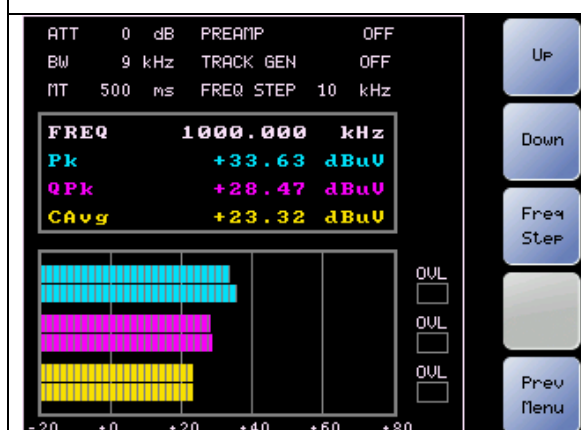 ATT 0 dB PREAMP OFF
BW 9 kHz TRACK GEN OFF
MT 500 ms FREQ STEP 10 kHz
FREQ 1000.000 kHz
Pk +33.63 dBuV
QPk +28.47 dBuV
CAvg +23.32 dBuV
OVL
OVL
OVL
-20 +0 +20 +40 +60 +80
Up
Down
Freq
Step
Prev
Menu